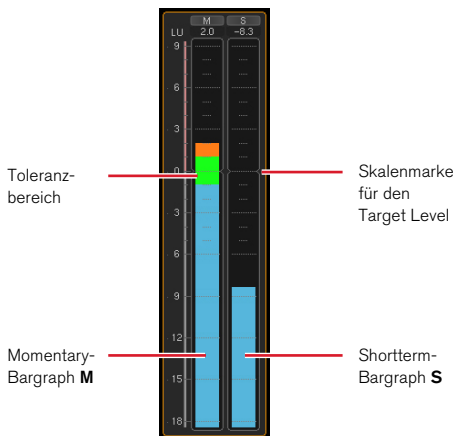 M S
LU 2.0 -8.3
9
6
3
0
3
6
9
12
15
18
Toleranz-
bereich
Momentary-
Bargraph M
Skalenmarke
für den
Target Level
Shortterm-
Bargraph S